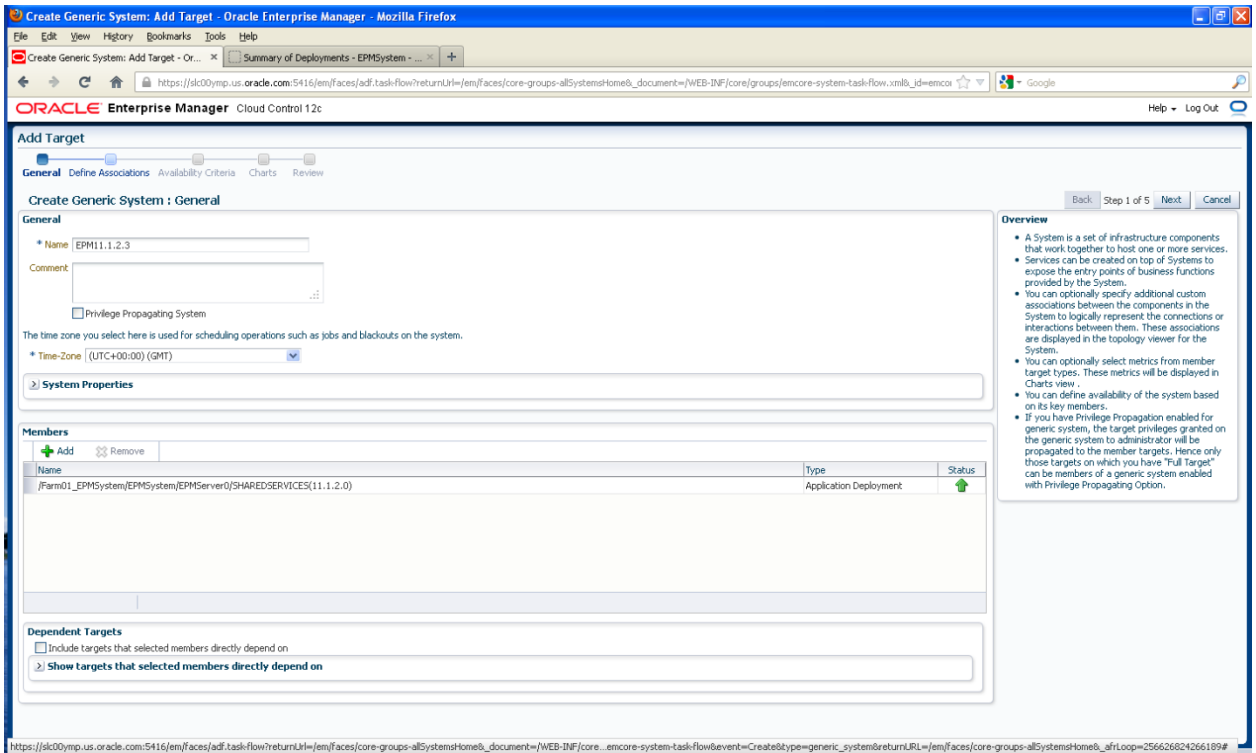 Create Generic System: Add Target - Oracle Enterprise Manager - Mozilla Firefox
File Edit View History Bookmarks Tools Help
Create Generic System: Add Target - Or... × Summary of Deployments - EPMSystem - ... × +
https://slc00ymp.us.oracle.com:5416/em/faces/adf.task-flow?returnUrl=/em/faces/core-groups-allSystemsHome&_document=/WEB-INF/core/groups/emcore-system-task-flow.xml&_id=emcor Google
ORACLE Enterprise Manager Cloud Control 12c Help Log Out
Add Target
General Define Associations Availability Criteria Charts Review
Create Generic System : General Back Step 1 of 5 Next Cancel
General
* Name EPM11.1.2.3
Comment
Privilege Propagating System
The time zone you select here is used for scheduling operations such as jobs and blackouts on the system.
* Time-Zone (UTC+00:00) (GMT)
System Properties
Members
Add Remove
Name Type Status
/Farm01_EPMSystem/EPMSystem/EPMServer0/SHAREDSERVICES(11.1.2.0) Application Deployment
Dependent Targets
Include targets that selected members directly depend on
Show targets that selected members directly depend on
Overview
• A System is a set of infrastructure components
that work together to host one or more services.
• Services can be created on top of Systems to
expose the entry points of business functions
provided by the System.
• You can optionally specify additional custom
associations between the components in the
System to logically represent the connections or
interactions between them. These associations
are displayed in the topology viewer for the
System.
• You can optionally select metrics from member
target types. These metrics will be displayed in
Charts view .
• You can define availability of the system based
on its key members.
• If you have Privilege Propagation enabled for
generic system, the target privileges granted on
the generic system to administrator will be
propagated to the member targets. Hence only
those targets on which you have "Full Target"
can be members of a generic system enabled
with Privilege Propagating Option.
https://slc00ymp.us.oracle.com:5416/em/faces/adf.task-flow?returnUrl=/em/faces/core-groups-allSystemsHome&_document=/WEB-INF/core...emcore-system-task-flow&event=Create&type=generic_system&returnURL=/em/faces/core-groups-allSystemsHome&_afrLoop=256626824266189#